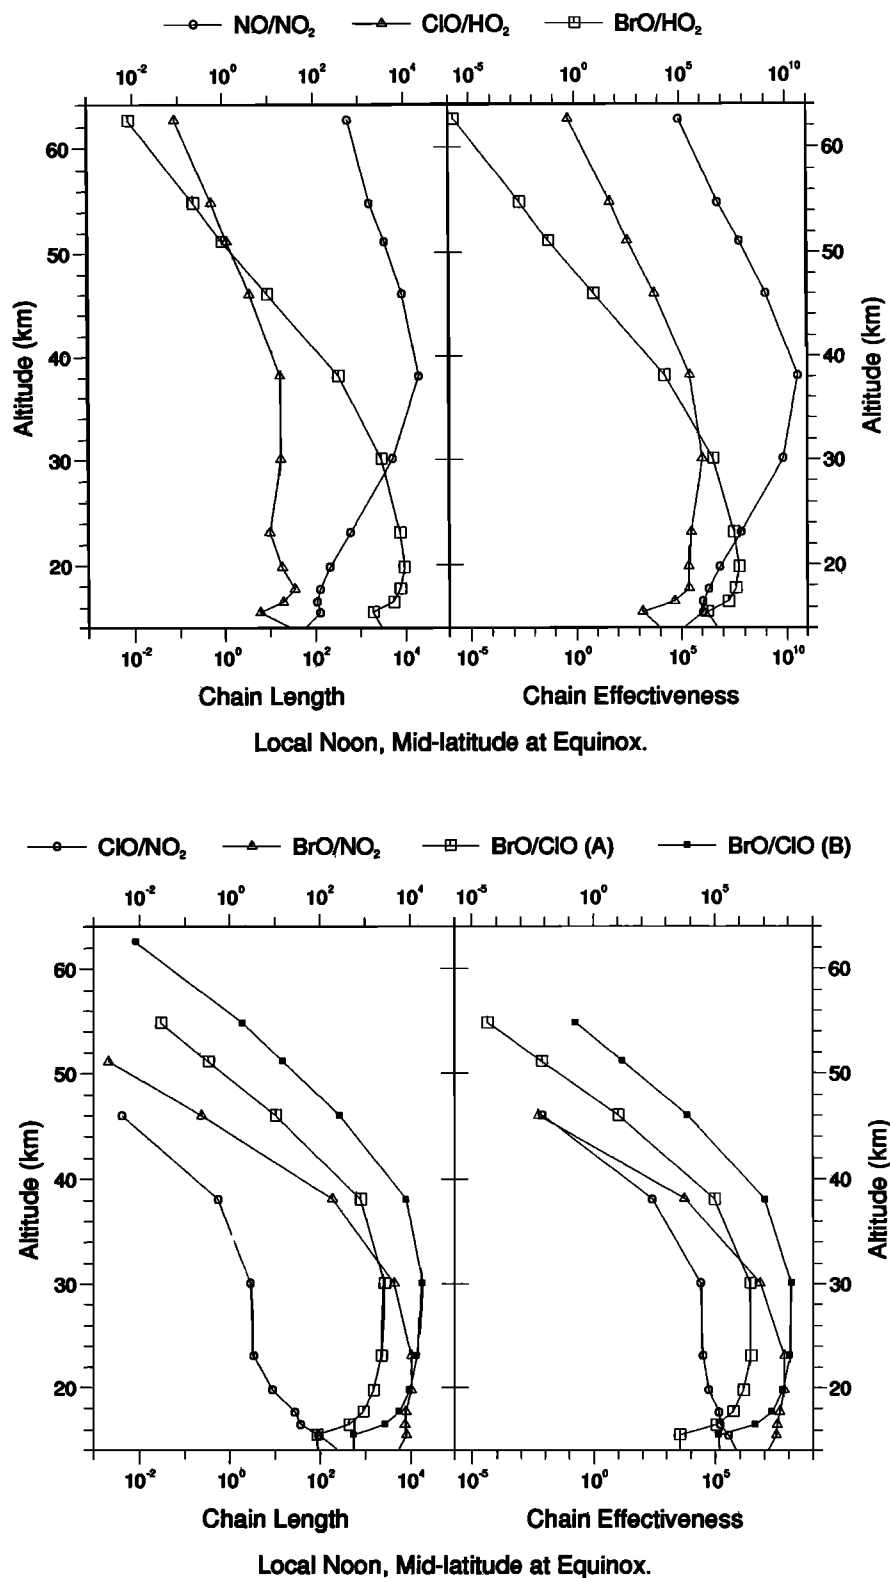 NO/NO₂ ClO/HO₂ BrO/HO₂
10⁻² 10⁰ 10² 10⁴ 10⁻⁵ 10⁰ 10⁵ 10¹⁰
60 60
50 50
40 40
30 30
20 20
Altitude (km) Altitude (km)
10⁻² 10⁰ 10² 10⁴ 10⁻⁵ 10⁰ 10⁵ 10¹⁰
Chain Length Chain Effectiveness
Local Noon, Mid-latitude at Equinox.
ClO/NO₂ BrO/NO₂ BrO/ClO (A) BrO/ClO (B)
10⁻² 10⁰ 10² 10⁴ 10⁻⁵ 10⁰ 10⁵
60 60
50 50
40 40
30 30
20 20
Altitude (km) Altitude (km)
10⁻² 10⁰ 10² 10⁴ 10⁻⁵ 10⁰ 10⁵
Chain Length Chain Effectiveness
Local Noon, Mid-latitude at Equinox.